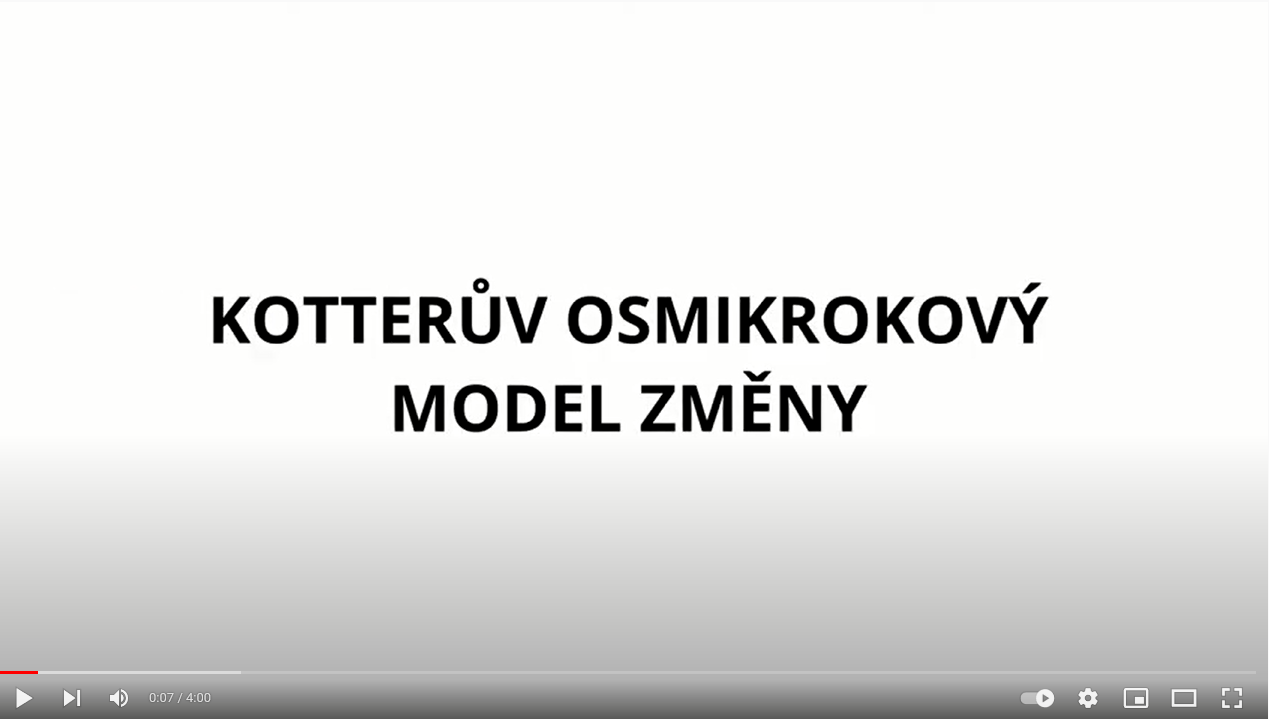 KOTTERŮV OSMIKROKOVÝ
MODEL ZMĚNY
0:07 / 4:00